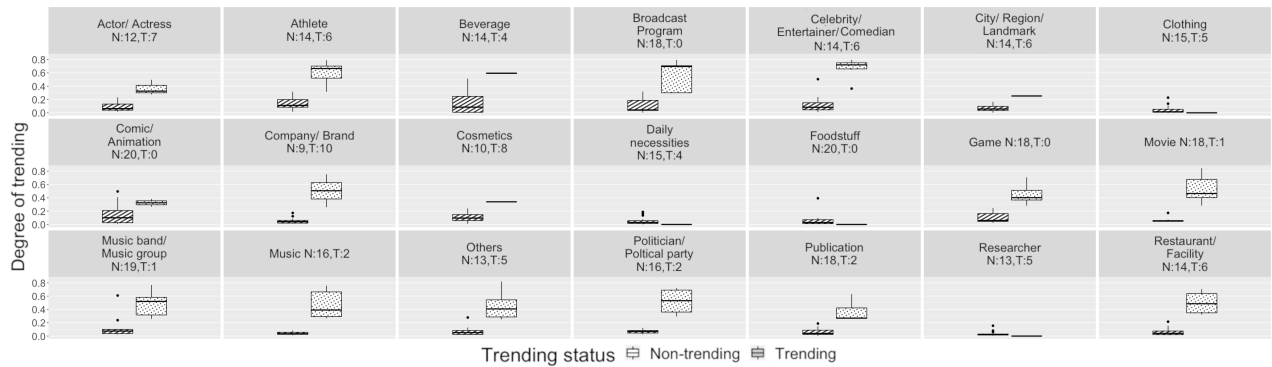 Actor/ Actress
N:12,T:7
Athlete
N:14,T:6
Beverage
N:14,T:4
Broadcast
Program
N:18,T:0
Celebrity/
Entertainer/Comedian
N:14,T:6
City/ Region/
Landmark
N:14,T:6
Clothing
N:15,T:5
0.8
0.6
0.4
0.2
0.0
Comic/
Animation
N:20,T:0
Company/ Brand
N:9,T:10
Cosmetics
N:10,T:8
Daily
necessities
N:15,T:4
Foodstuff
N:20,T:0
Game N:18,T:0
Movie N:18,T:1
0.8
0.6
0.4
0.2
0.0
Music band/
Music group
N:19,T:1
Music N:16,T:2
Others
N:13,T:5
Politician/
Poltical party
N:16,T:2
Publication
N:18,T:2
Researcher
N:13,T:5
Restaurant/
Facility
N:14,T:6
0.8
0.6
0.4
0.2
0.0
Degree of trending
Trending status Non-trending Trending